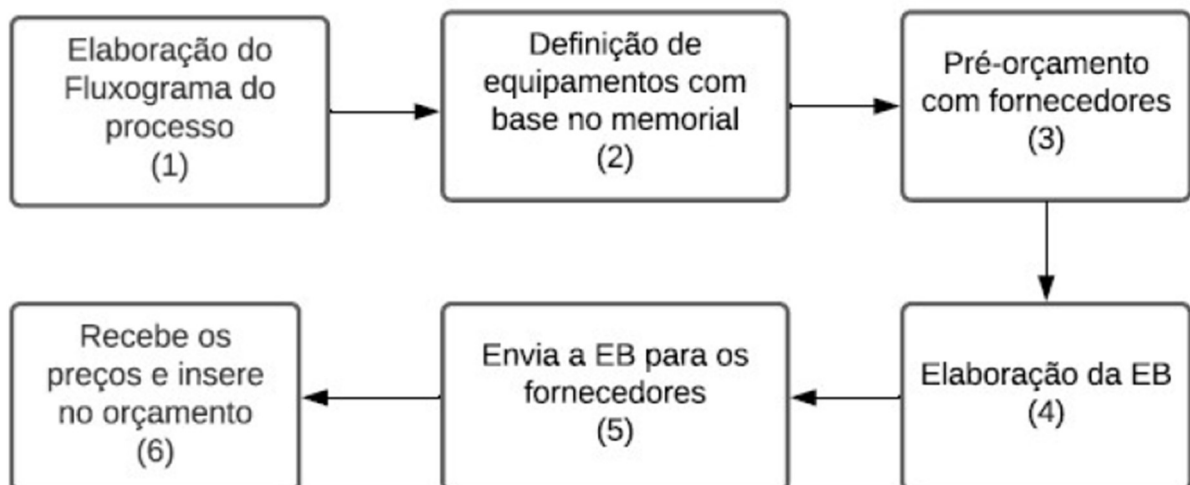 Elaboração do
Fluxograma do
processo
(1)
Definição de
equipamentos com
base no memorial
(2)
Pré-orçamento
com fornecedores
(3)
Elaboração da EB
(4)
Envia a EB para os
fornecedores
(5)
Recebe os
preços e insere
no orçamento
(6)